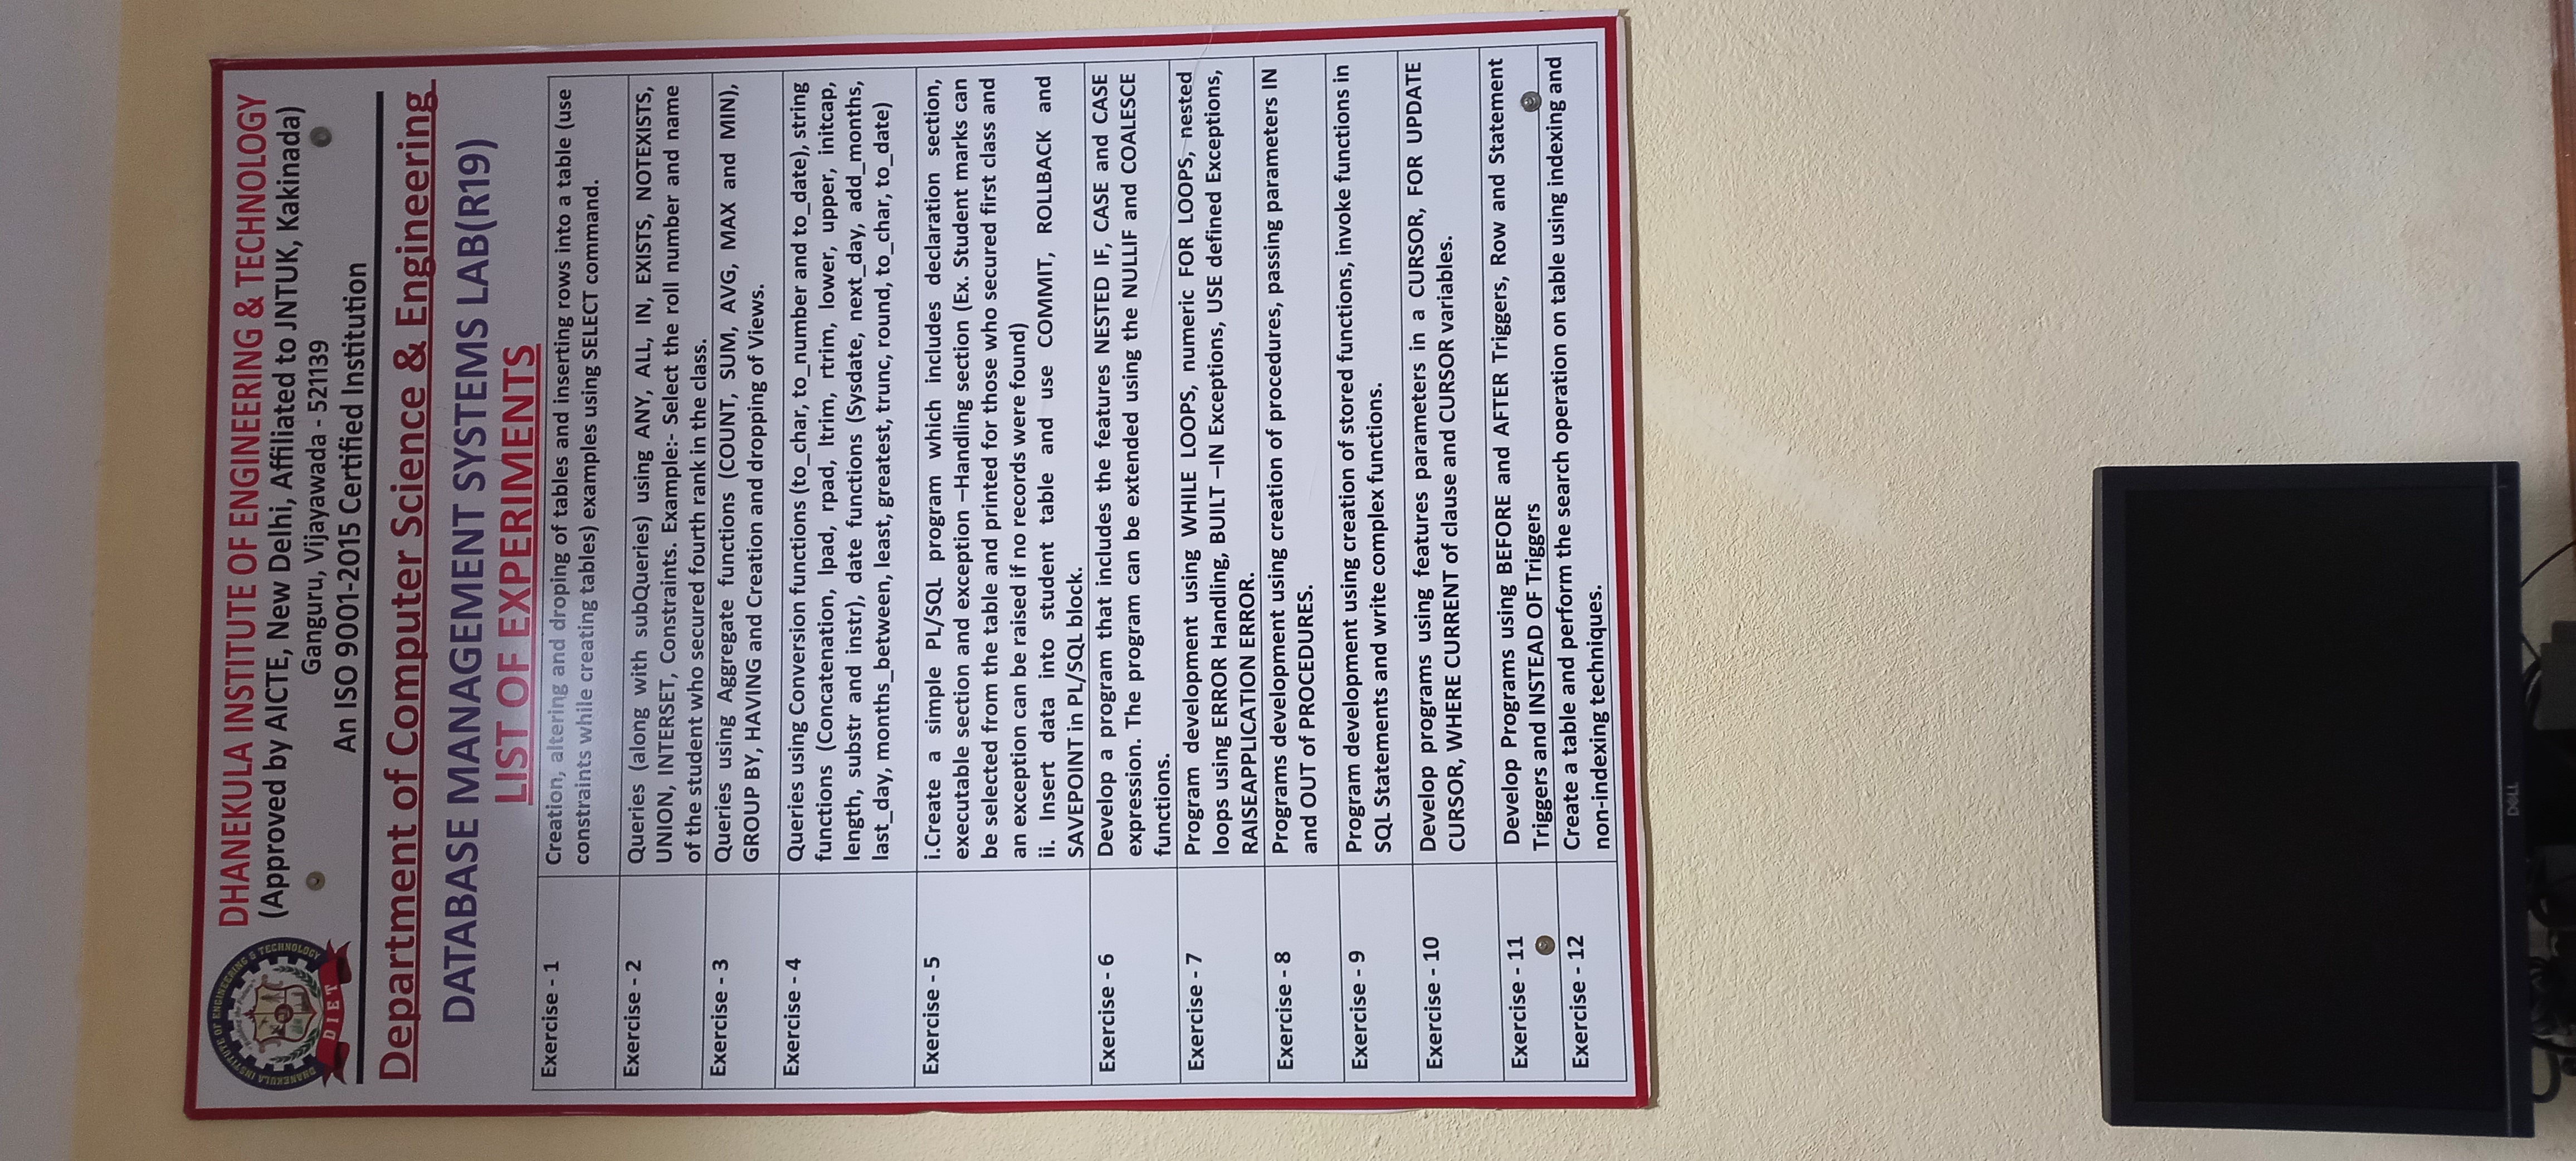 DHANEKULA INSTITUTE OF ENGINEERING & TECHNOLOGY
DIET
DHANEKULA INSTITUTE OF ENGINEERING & TECHNOLOGY
(Approved by AICTE, New Delhi, Affiliated to JNTUK, Kakinada)
Ganguru, Vijayawada - 521139
An ISO 9001-2015 Certified Institution
Department of Computer Science & Engineering
DATABASE MANAGEMENT SYSTEMS LAB(R19)
LIST OF EXPERIMENTS
Exercise - 1
Creation, altering and droping of tables and inserting rows into a table (use
constraints while creating tables) examples using SELECT command.
Exercise - 2
Queries (along with subQueries) using ANY, ALL, IN, EXISTS, NOTEXISTS,
UNION, INTERSET, Constraints. Example:- Select the roll number and name
of the student who secured fourth rank in the class.
Exercise - 3
Queries using Aggregate functions (COUNT, SUM, AVG, MAX and MIN),
GROUP BY, HAVING and Creation and dropping of Views.
Exercise - 4
Queries using Conversion functions (to_char, to_number and to_date), string
functions (Concatenation, lpad, rpad, ltrim, rtrim, lower, upper, initcap,
length, substr and instr), date functions (Sysdate, next_day, add_months,
last_day, months_between, least, greatest, trunc, round, to_char, to_date)
Exercise - 5
i.Create a simple PL/SQL program which includes declaration section,
executable section and exception –Handling section (Ex. Student marks can
be selected from the table and printed for those who secured first class and
an exception can be raised if no records were found)
ii. Insert data into student table and use COMMIT, ROLLBACK and
SAVEPOINT in PL/SQL block.
Exercise - 6
Develop a program that includes the features NESTED IF, CASE and CASE
expression. The program can be extended using the NULLIF and COALESCE
functions.
Exercise - 7
Program development using WHILE LOOPS, numeric FOR LOOPS, nested
loops using ERROR Handling, BUILT –IN Exceptions, USE defined Exceptions,
RAISEAPPLICATION ERROR.
Exercise - 8
Programs development using creation of procedures, passing parameters IN
and OUT of PROCEDURES.
Exercise - 9
Program development using creation of stored functions, invoke functions in
SQL Statements and write complex functions.
Exercise - 10
Develop programs using features parameters in a CURSOR, FOR UPDATE
CURSOR, WHERE CURRENT of clause and CURSOR variables.
Exercise - 11
Develop Programs using BEFORE and AFTER Triggers, Row and Statement
Triggers and INSTEAD OF Triggers
Exercise - 12
Create a table and perform the search operation on table using indexing and
non-indexing techniques.
DELL